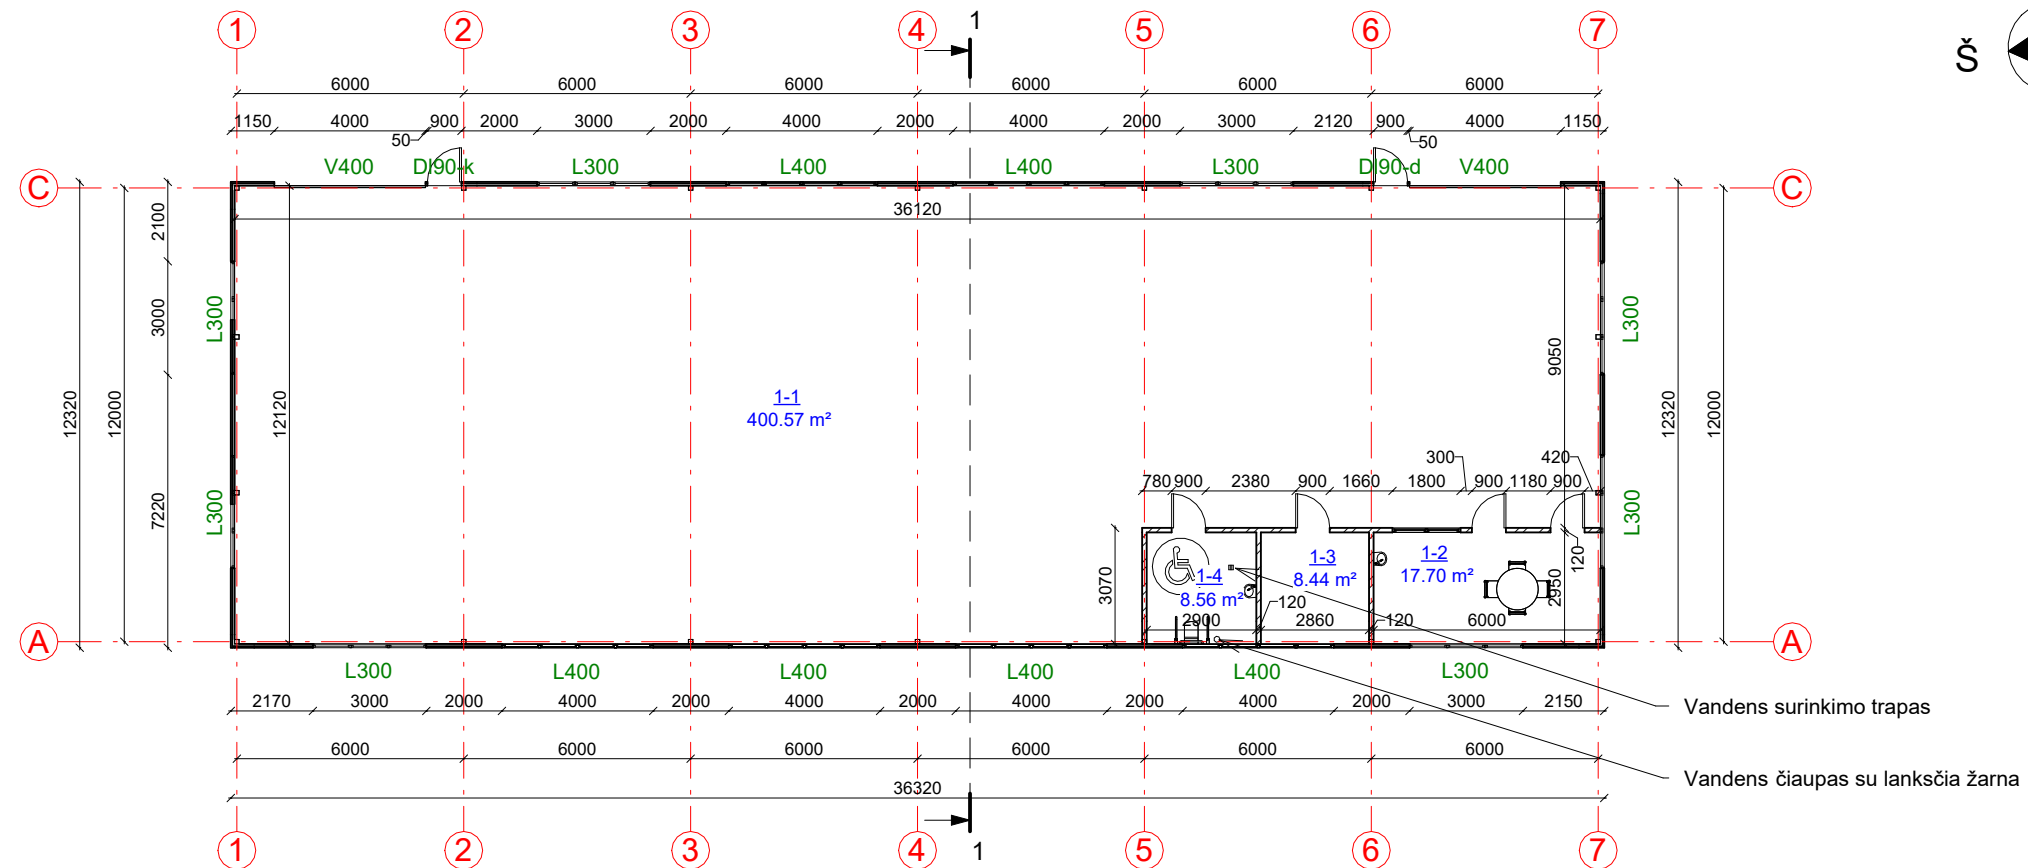 1 2 3 4 1 5 6 7
Š
6000 6000 6000 6000 6000 6000
1150 4000 900 2000 3000 2000 4000 2000 4000 2000 3000 2120 900 4000 1150
50 50
V400 DI90-k L300 L400 L400 L300 DI90-d V400
C C
36120
2100
3000
7220
12320
12000
12120
L300
L300
9050
L300
L300
12320
12000
1-1
400.57 m²
300 420
780 900 2380 900 1660 1800 900 1180 900
3070
1-4
8.56 m²
1-3
8.44 m²
1-2
17.70 m²
120
2950
120
2900 2860 120 6000
A A
L300 L400 L400 L400 L400 L300
2170 3000 2000 4000 2000 4000 2000 4000 2000 4000 2000 3000 2150
Vandens surinkimo trapas
6000 6000 6000 6000 6000 6000
Vandens čiaupas su lanksčia žarna
36320
1 2 3 4 1 5 6 7